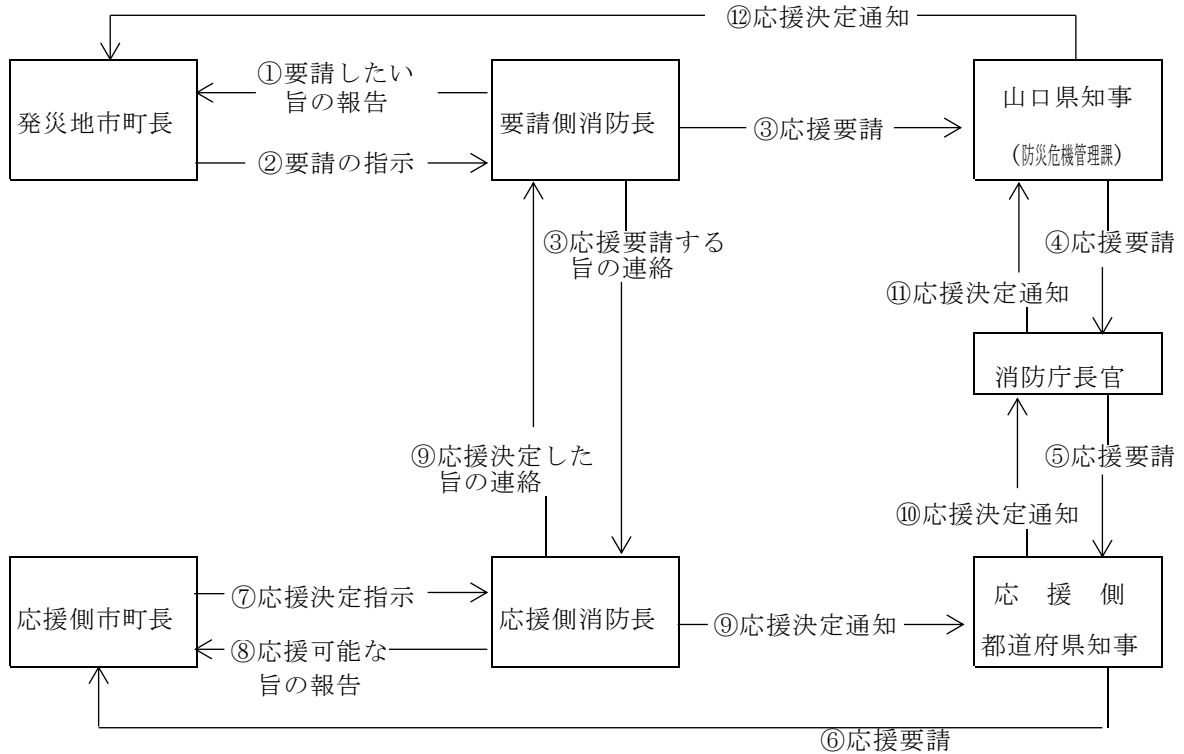 ⑫応援決定通知
発災地市町長
①要請したい
旨の報告
②要請の指示
要請側消防長
③応援要請
山口県知事
(防災危機管理課)
③応援要請する
旨の連絡
④応援要請
⑪応援決定通知
消防庁長官
⑨応援決定した
旨の連絡
⑤応援要請
⑩応援決定通知
応援側市町長
⑦応援決定指示
⑧応援可能な
旨の報告
応援側消防長
⑨応援決定通知
応援側
都道府県知事
⑥応援要請